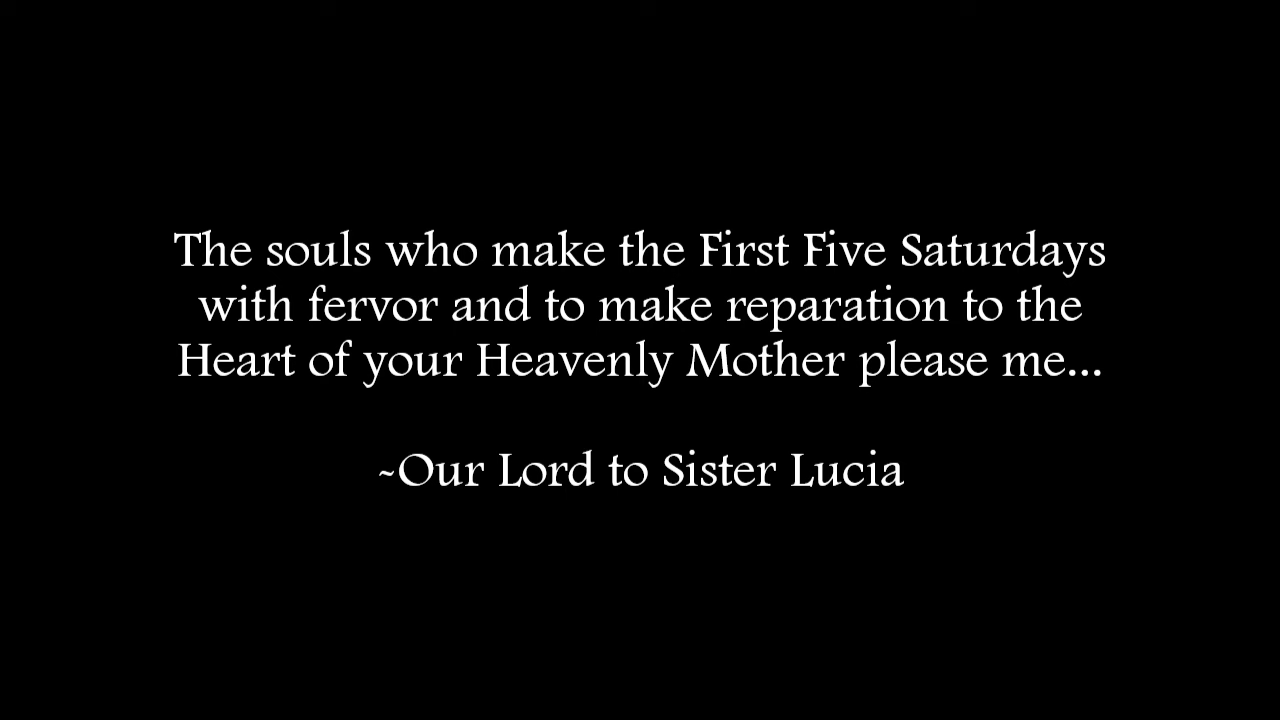 The souls who make the First Five Saturdays
with fervor and to make reparation to the
Heart of your Heavenly Mother please me...
~Our Lord to Sister Lucia